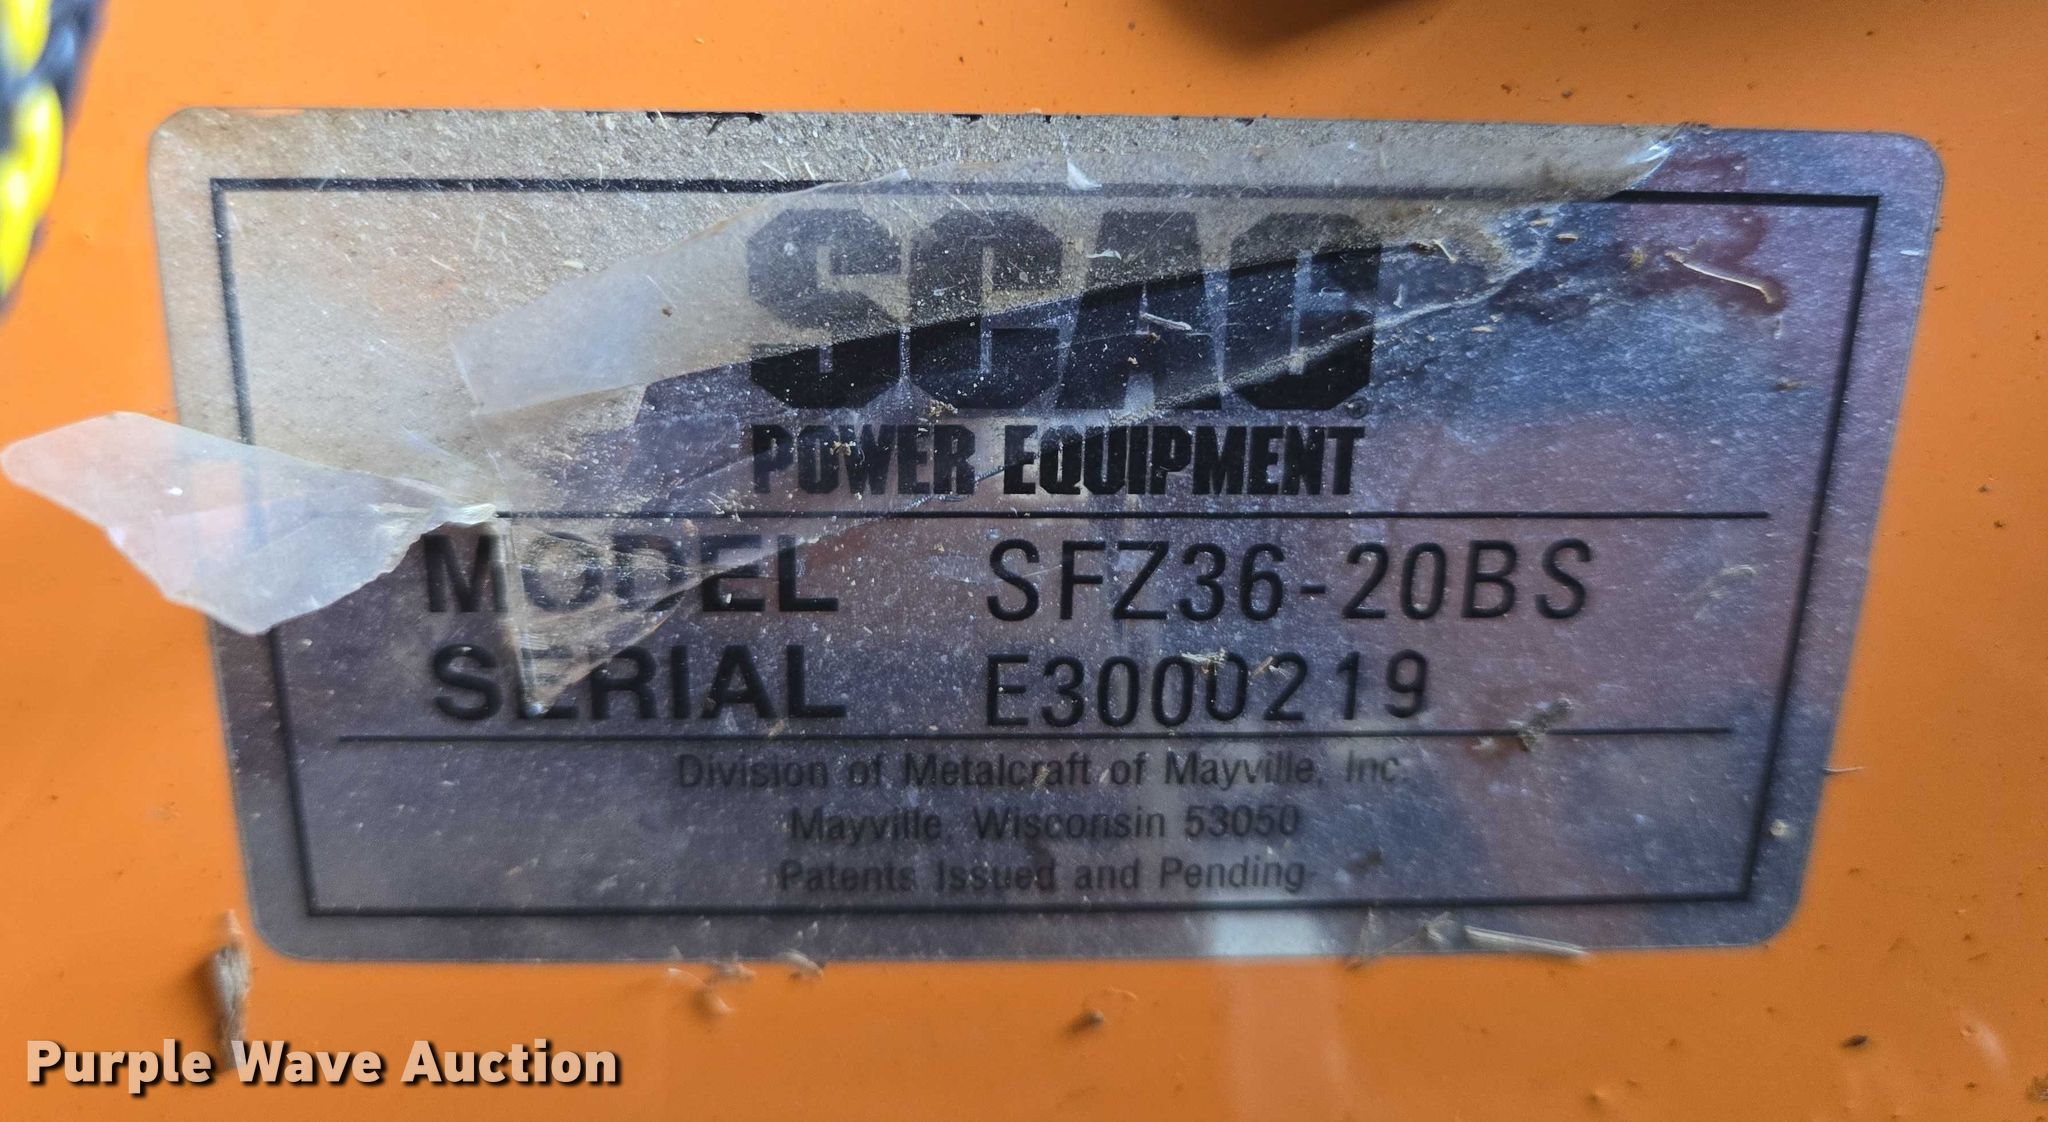 SCAG®
POWER EQUIPMENT
MODEL SFZ36-20BS
SERIAL E3000219
Division of Metalcraft of Mayville, Inc.
Mayville, Wisconsin 53050
Patents Issued and Pending
Purple Wave Auction